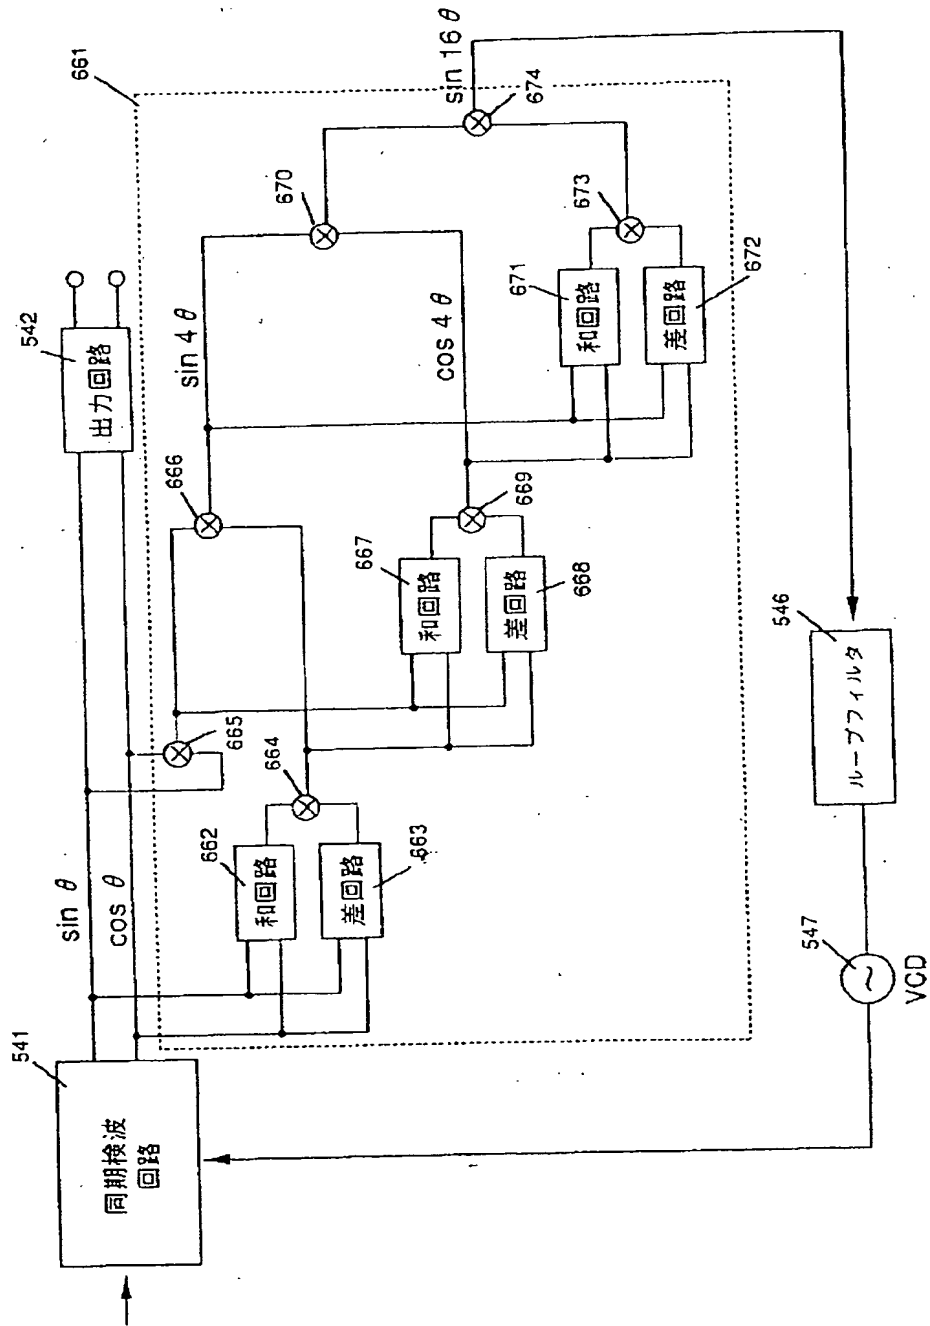 541
同期検波
回路
sin θ
cos θ
542
出力回路
661
662
和回路
663
差回路
664
665
666
sin 4θ
667
和回路
668
差回路
669
cos 4θ
670
671
和回路
672
差回路
673
674
sin 16θ
546
ループフィルタ
547
~
VCD